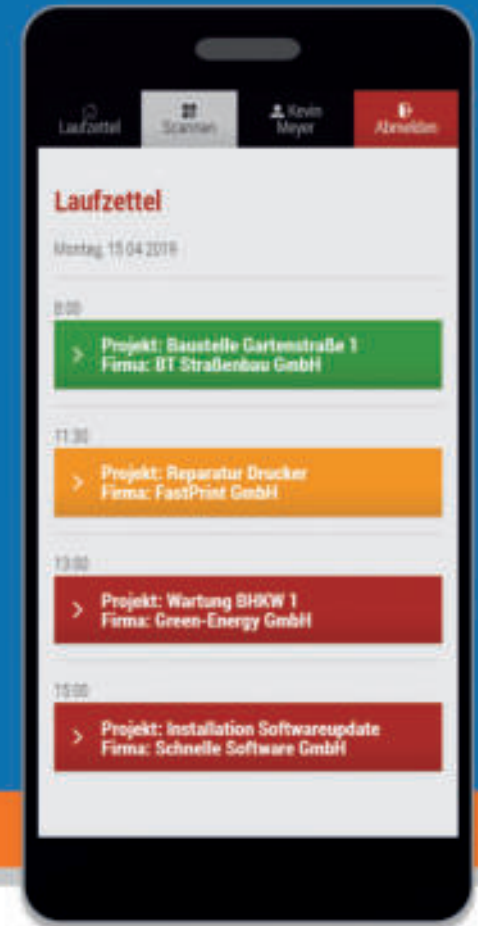 Laufzettel
Scannen
Kevin
Meyer
Abmelden
Laufzettel
Montag, 15.04.2019
8:00
Projekt: Baustelle Gartenstraße 1
Firma: BT Straßenbau GmbH
11:30
Projekt: Reparatur Drucker
Firma: FastPrint GmbH
13:00
Projekt: Wartung BHKW 1
Firma: Green-Energy GmbH
15:00
Projekt: Installation Softwareupdate
Firma: Schnelle Software GmbH